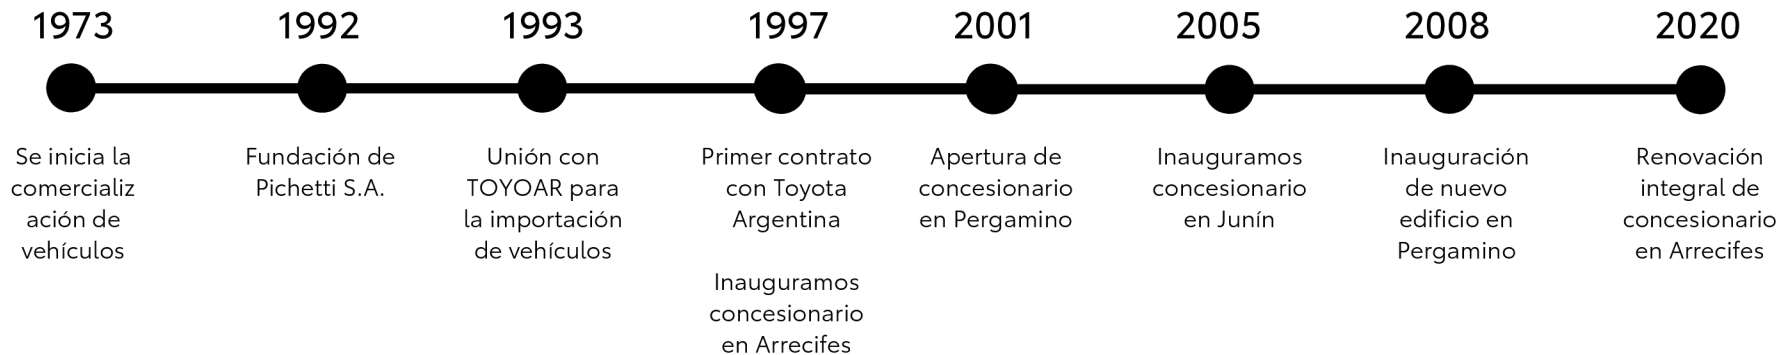 1973
Se inicia la
comercializ
ación de
vehículos
1992
Fundación de
Pichetti S.A.
1993
Unión con
TOYOAR para
la importación
de vehículos
1997
Primer contrato
con Toyota
Argentina
Inauguramos
concesionario
en Arrecifes
2001
Apertura de
concesionario
en Pergamino
2005
Inauguramos
concesionario
en Junín
2008
Inauguración
de nuevo
edificio en
Pergamino
2020
Renovación
integral de
concesionario
en Arrecifes